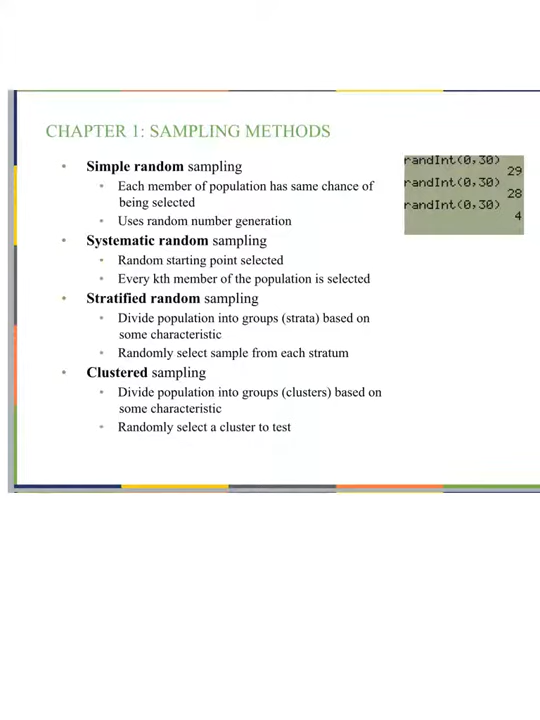 CHAPTER 1: SAMPLING METHODS
• Simple random sampling
• Each member of population has same chance of
being selected
• Uses random number generation
• Systematic random sampling
• Random starting point selected
• Every kth member of the population is selected
• Stratified random sampling
• Divide population into groups (strata) based on
some characteristic
• Randomly select sample from each stratum
• Clustered sampling
• Divide population into groups (clusters) based on
some characteristic
• Randomly select a cluster to test
randInt(0,30)
29
randInt(0,30)
28
randInt(0,30)
4